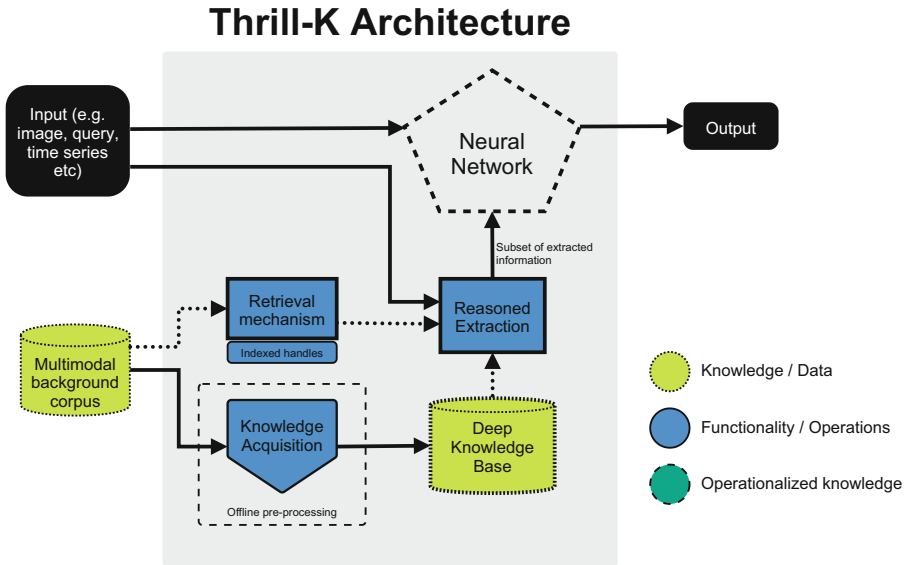 Thrill-K Architecture
Input (e.g.
image, query,
time series
etc)
Neural
Network
Output
Subset of extracted
information
Retrieval
mechanism
Indexed handles
Reasoned
Extraction
Multimodal
background
corpus
Knowledge
Acquisition
Offline pre-processing
Deep
Knowledge
Base
Knowledge / Data
Functionality / Operations
Operationalized knowledge